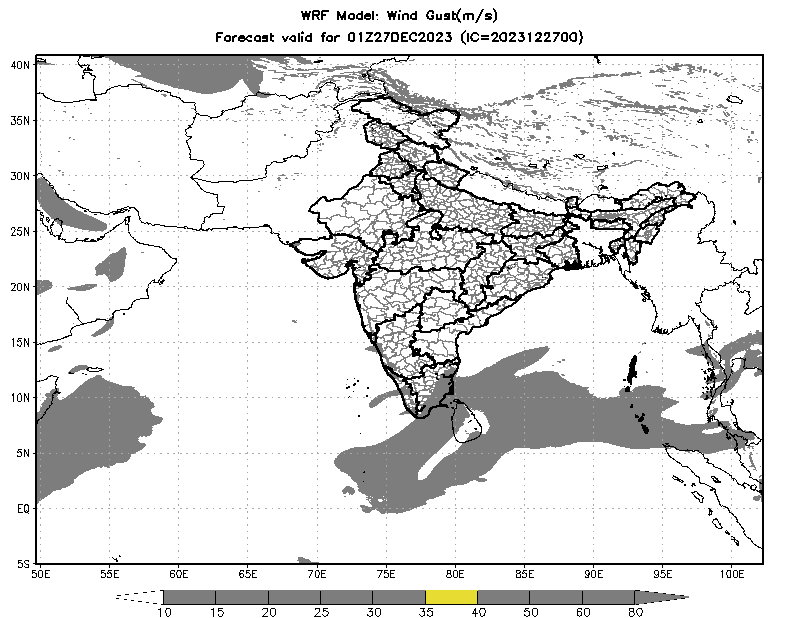 WRF Model: Wind Gust(m/s)
Forecast valid for 01Z27DEC2023 (IC=2023122700)
40N
35N
30N
25N
20N
15N
10N
5N
EQ
5S
50E 55E 60E 65E 70E 75E 80E 85E 90E 95E 100E
10 15 20 25 30 35 40 50 60 80